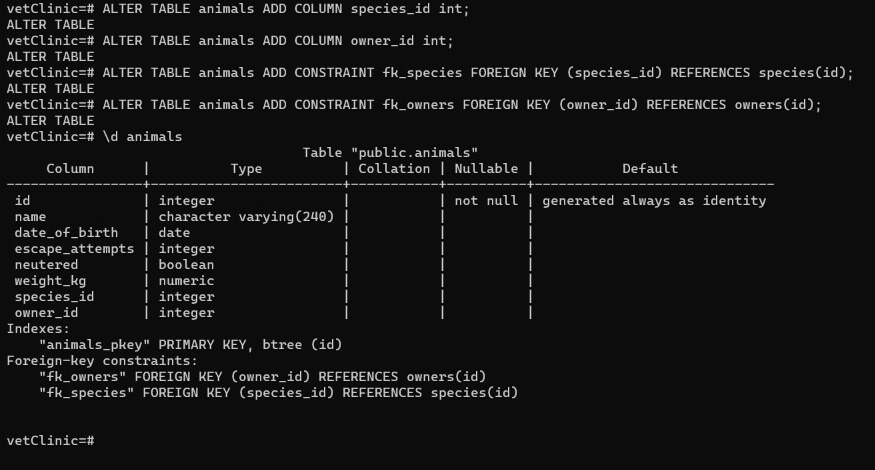 vetClinic=# ALTER TABLE animals ADD COLUMN species_id int;
ALTER TABLE
vetClinic=# ALTER TABLE animals ADD COLUMN owner_id int;
ALTER TABLE
vetClinic=# ALTER TABLE animals ADD CONSTRAINT fk_species FOREIGN KEY (species_id) REFERENCES species(id);
ALTER TABLE
vetClinic=# ALTER TABLE animals ADD CONSTRAINT fk_owners FOREIGN KEY (owner_id) REFERENCES owners(id);
ALTER TABLE
vetClinic=# \d animals
                                     Table "public.animals"
     Column      |          Type          | Collation | Nullable |           Default
-----------------+------------------------+-----------+----------+------------------------------
 id              | integer                |           | not null | generated always as identity
 name            | character varying(240) |           |          |
 date_of_birth   | date                   |           |          |
 escape_attempts | integer                |           |          |
 neutered        | boolean                |           |          |
 weight_kg       | numeric                |           |          |
 species_id      | integer                |           |          |
 owner_id        | integer                |           |          |
Indexes:
    "animals_pkey" PRIMARY KEY, btree (id)
Foreign-key constraints:
    "fk_owners" FOREIGN KEY (owner_id) REFERENCES owners(id)
    "fk_species" FOREIGN KEY (species_id) REFERENCES species(id)
vetClinic=#